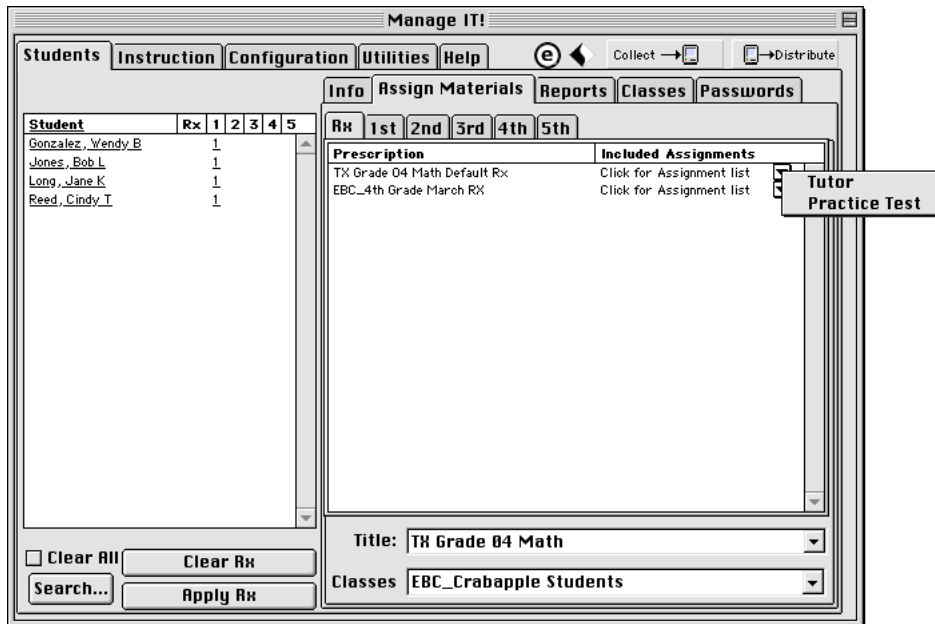 Manage IT!
Students Instruction Configuration Utilities Help e Collect → → Distribute
Info Assign Materials Reports Classes Passwords
Student Rx 1 2 3 4 5
Gonzalez, Wendy B 1
Jones, Bob L 1
Long, Jane K 1
Reed, Cindy T 1
Rx 1st 2nd 3rd 4th 5th
Prescription Included Assignments
TX Grade 04 Math Default Rx Click for Assignment list
EBC_4th Grade March RX Click for Assignment list
Tutor
Practice Test
Clear All Clear Rx
Search... Apply Rx
Title: TX Grade 04 Math
Classes EBC_Crabapple Students